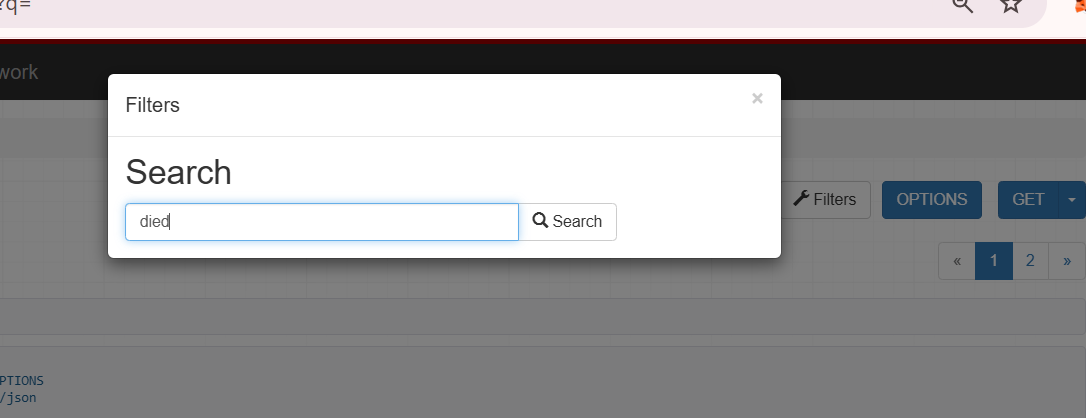 ?q=
work
Filters
×
Search
died
Search
Filters
OPTIONS
GET
«
1
2
»
PTIONS
/json